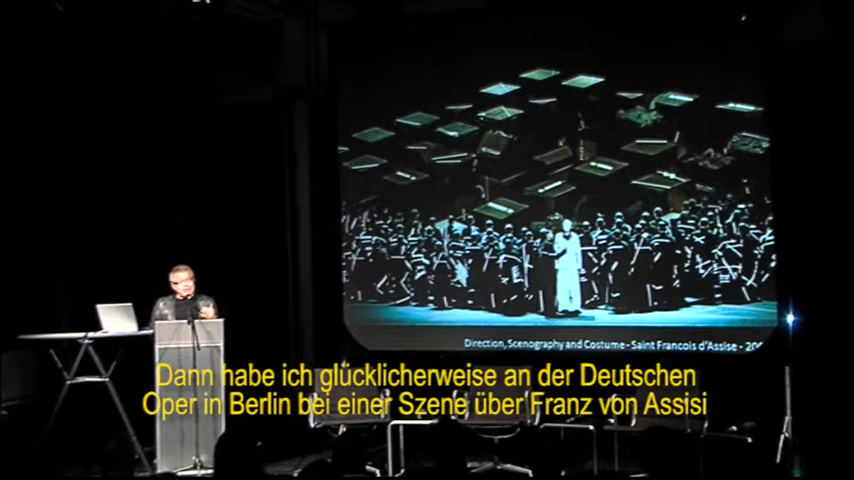 Direction, Scenography and Costume - Saint Francois d'Assise - 20
Dann habe ich glücklicherweise an der Deutschen
Oper in Berlin bei einer Szene über Franz von Assisi